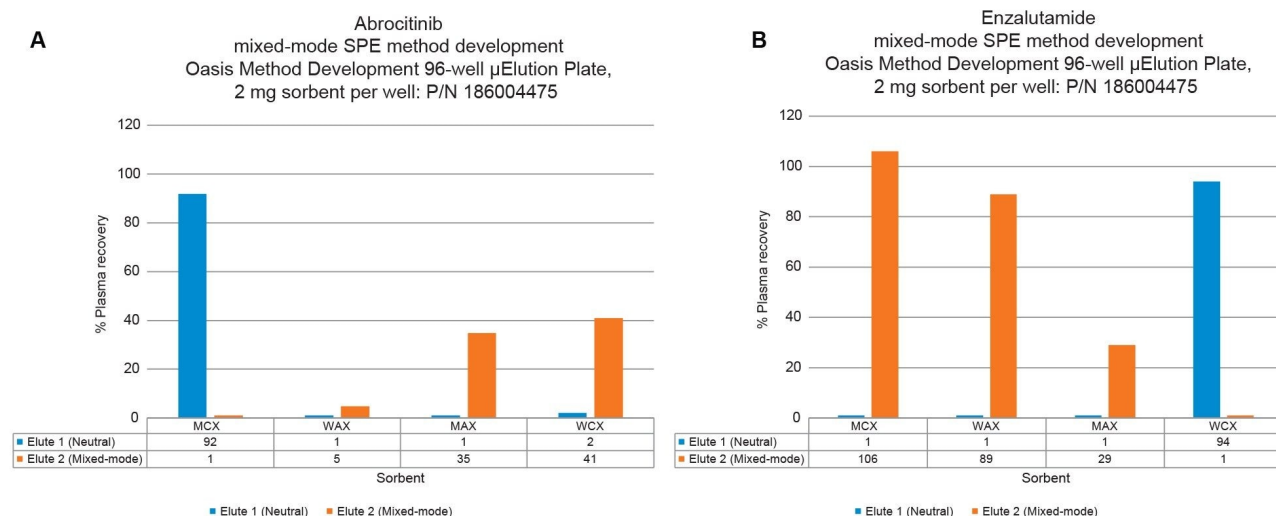 A
Abrocitinib
mixed-mode SPE method development
Oasis Method Development 96-well µElution Plate,
2 mg sorbent per well: P/N 186004475
120
100
80
60
40
20
0
% Plasma recovery
MCX WAX MAX WCX
Elute 1 (Neutral) 92 1 1 2
Elute 2 (Mixed-mode) 1 5 35 41
Sorbent
Elute 1 (Neutral) Elute 2 (Mixed-mode)
B
Enzalutamide
mixed-mode SPE method development
Oasis Method Development 96-well µElution Plate,
2 mg sorbent per well: P/N 186004475
120
100
80
60
40
20
0
% Plasma recovery
MCX WAX MAX WCX
Elute 1 (Neutral) 1 1 1 94
Elute 2 (Mixed-mode) 106 89 29 1
Sorbent
Elute 1 (Neutral) Elute 2 (Mixed-mode)